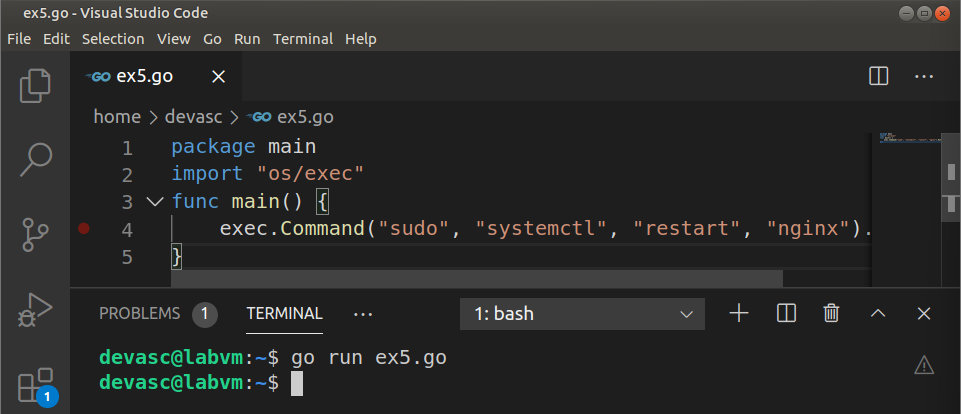 ex5.go - Visual Studio Code
File Edit Selection View Go Run Terminal Help
GO ex5.go
home > devasc > GO ex5.go
1 package main
2 import "os/exec"
3 func main() {
4 exec.Command("sudo", "systemctl", "restart", "nginx").
5 }
PROBLEMS 1 TERMINAL ··· 1: bash
devasc@labvm:~$ go run ex5.go
devasc@labvm:~$
1